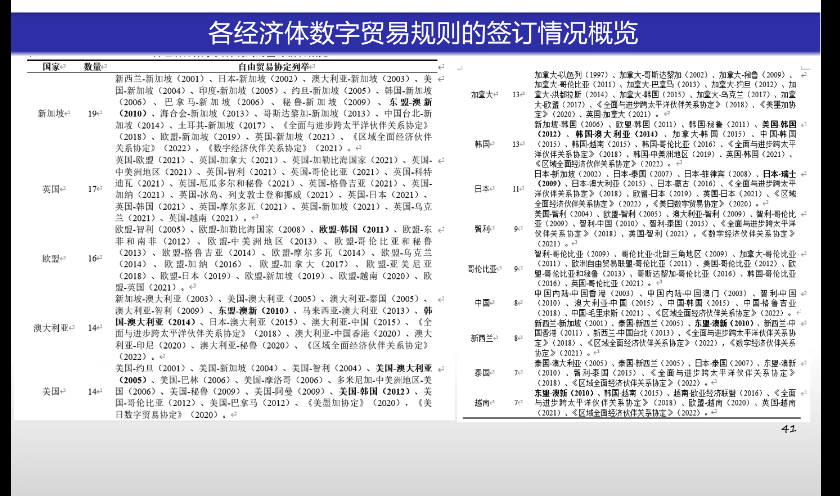 各经济体数字贸易规则的签订情况概览
国家 数量 自由贸易协定列举
新西兰-新加坡（2001）、日本-新加坡（2002）、澳大利亚-新加坡（2003）、美
国-新加坡（2004）、印度-新加坡（2005）、约旦-新加坡（2005）、韩国-新加坡
（2006）、巴拿马-新加坡（2006）、秘鲁-新加坡（2009）、东盟-澳新
新加坡 19 （2010）、海合会-新加坡（2013）、哥斯达黎加-新加坡（2013）、中国台北-新
加坡（2014）、土耳其-新加坡（2017）、《全面与进步跨太平洋伙伴关系协定》
（2018）、欧盟-新加坡（2019）、英国-新加坡（2021）、《区域全面经济伙伴关
系协定》（2022），《数字经济伙伴关系协定》（2021）。
英国-欧盟（2021）、英国-加拿大（2021）、英国-加勒比海国家（2021）、英国-
中美洲地区（2021）、英国-智利（2021）、英国-哥伦比亚（2021）、英国-科特
迪瓦（2021）、英国-厄瓜多尔和秘鲁（2021）、英国-格鲁吉亚（2021）、英国-
英国 17 加纳（2021）、英国-冰岛、列支敦士登和挪威（2021）、英国-日本（2021）、
英国-韩国（2021）、英国-摩尔多瓦（2021）、英国-新加坡（2021）、英国-乌克
兰（2021）、英国-越南（2021）。
欧盟-智利（2005）、欧盟-加勒比海国家（2008）、欧盟-韩国（2011）、欧盟-东
非和南非（2012）、欧盟-中美洲地区（2013）、欧盟-哥伦比亚和秘鲁
欧盟 16 （2013）、欧盟-格鲁吉亚（2014）、欧盟-摩尔多瓦（2014）、欧盟-乌克兰
（2014）、欧盟-加纳（2016）、欧盟-加拿大（2017）、欧盟-亚美尼亚
（2018）、欧盟-日本（2019）、欧盟-新加坡（2019）、欧盟-越南（2020）、欧
盟-英国（2021）。
新加坡-澳大利亚（2003）、美国-澳大利亚（2005）、澳大利亚-泰国（2005）、
澳大利亚-智利（2009）、东盟-澳新（2010）、马来西亚-澳大利亚（2013）、韩
澳大利亚 14 国-澳大利亚（2014）、日本-澳大利亚（2015）、澳大利亚-中国（2015）、《全
面与进步跨太平洋伙伴关系协定》（2018）、澳大利亚-中国香港（2020）、澳大
利亚-印尼（2020）、澳大利亚-秘鲁（2020）、《区域全面经济伙伴关系协定》
（2022）。
美国-约旦（2001）、美国-新加坡（2004）、美国-智利（2004）、美国-澳大利亚
（2005）、美国-巴林（2006）、美国-摩洛哥（2006）、多米尼加-中美洲地区-美
美国 14 国（2006）、美国-秘鲁（2009）、美国-阿曼（2009）、美国-韩国（2012）、美
国-哥伦比亚（2012）、美国-巴拿马（2012）、《美墨加协定》（2020），《美
日数字贸易协定》（2020）。
加拿大-以色列（1997）、加拿大-哥斯达黎加（2002）、加拿大-秘鲁（2009）、
加拿大-哥伦比亚（2011）、加拿大-巴拿马（2013）、加拿大-约旦（2012）、加
加拿大 13 拿大-洪都拉斯（2014）、加拿大-韩国（2015）、加拿大-乌克兰（2017）、加拿
大-欧盟（2017）、《全面与进步跨太平洋伙伴关系协定》（2018）、《美墨加协
定》（2020）、英国-加拿大（2021）。
新加坡-韩国（2006）、欧盟-韩国（2011）、韩国-秘鲁（2011）、美国-韩国
（2012）、韩国-澳大利亚（2014）、加拿大-韩国（2015）、中国-韩国
韩国 13 （2015）、韩国-越南（2015）、韩国-哥伦比亚（2016）、《全面与进步跨太平
洋伙伴关系协定》（2018）、韩国-中美洲地区（2019）、英国-韩国（2021）、
《区域全面经济伙伴关系协定》（2022）。
日本-新加坡（2002）、日本-泰国（2007）、日本-菲律宾（2008）、日本-瑞士
（2009）、日本-澳大利亚（2015）、日本-蒙古（2016）、《全面与进步跨太平
日本 11 洋伙伴关系协定》（2018）、欧盟-日本（2019）、英国-日本（2021）、《区域
全面经济伙伴关系协定》（2022），《美日数字贸易协定》（2020）。
美国-智利（2004）、欧盟-智利（2005）、澳大利亚-智利（2009）、智利-哥伦比
智利 9 亚（2009）、智利-中国（2010）、智利-泰国（2015）、《全面与进步跨太平洋
伙伴关系协定》（2018）、英国-智利（2021），《数字经济伙伴关系协定》
（2021）。
智利-哥伦比亚（2009）、哥伦比亚-北部三角地区（2009）、加拿大-哥伦比亚
哥伦比亚 9 （2011）、欧洲自由贸易联盟-哥伦比亚（2011）、美国-哥伦比亚（2012）、欧
盟-哥伦比亚和秘鲁（2013）、哥斯达黎加-哥伦比亚（2016）、韩国-哥伦比亚
（2016）、英国-哥伦比亚（2021）。
中国内陆-中国香港（2003）、中国内陆-中国澳门（2003）、智利-中国
中国 8 （2010）、澳大利亚-中国（2015）、中国-韩国（2015）、中国-格鲁吉亚
（2018）、中国-毛里求斯（2021）、《区域全面经济伙伴关系协定》（2022）。
新西兰-新加坡（2001）、泰国-新西兰（2005）、东盟-澳新（2010）、新西兰-中
新西兰 8 国香港（2011）、新西兰-中国台北（2013）、《全面与进步跨太平洋伙伴关系协
定》（2018）、《区域全面经济伙伴关系协定》（2022），《数字经济伙伴关系
协定》（2021）。
泰国-澳大利亚（2005）、泰国-新西兰（2005）、日本-泰国（2007）、东盟-澳新
泰国 7 （2010）、智利-泰国（2015）、《全面与进步跨太平洋伙伴关系协定》
（2018）、《区域全面经济伙伴关系协定》（2022）。
东盟-澳新（2010）、韩国-越南（2015）、越南-欧亚经济联盟（2016）、《全面
越南 7 与进步跨太平洋伙伴关系协定》（2018）、欧盟-越南（2020）、英国-越南
（2021）、《区域全面经济伙伴关系协定》（2022）。
41